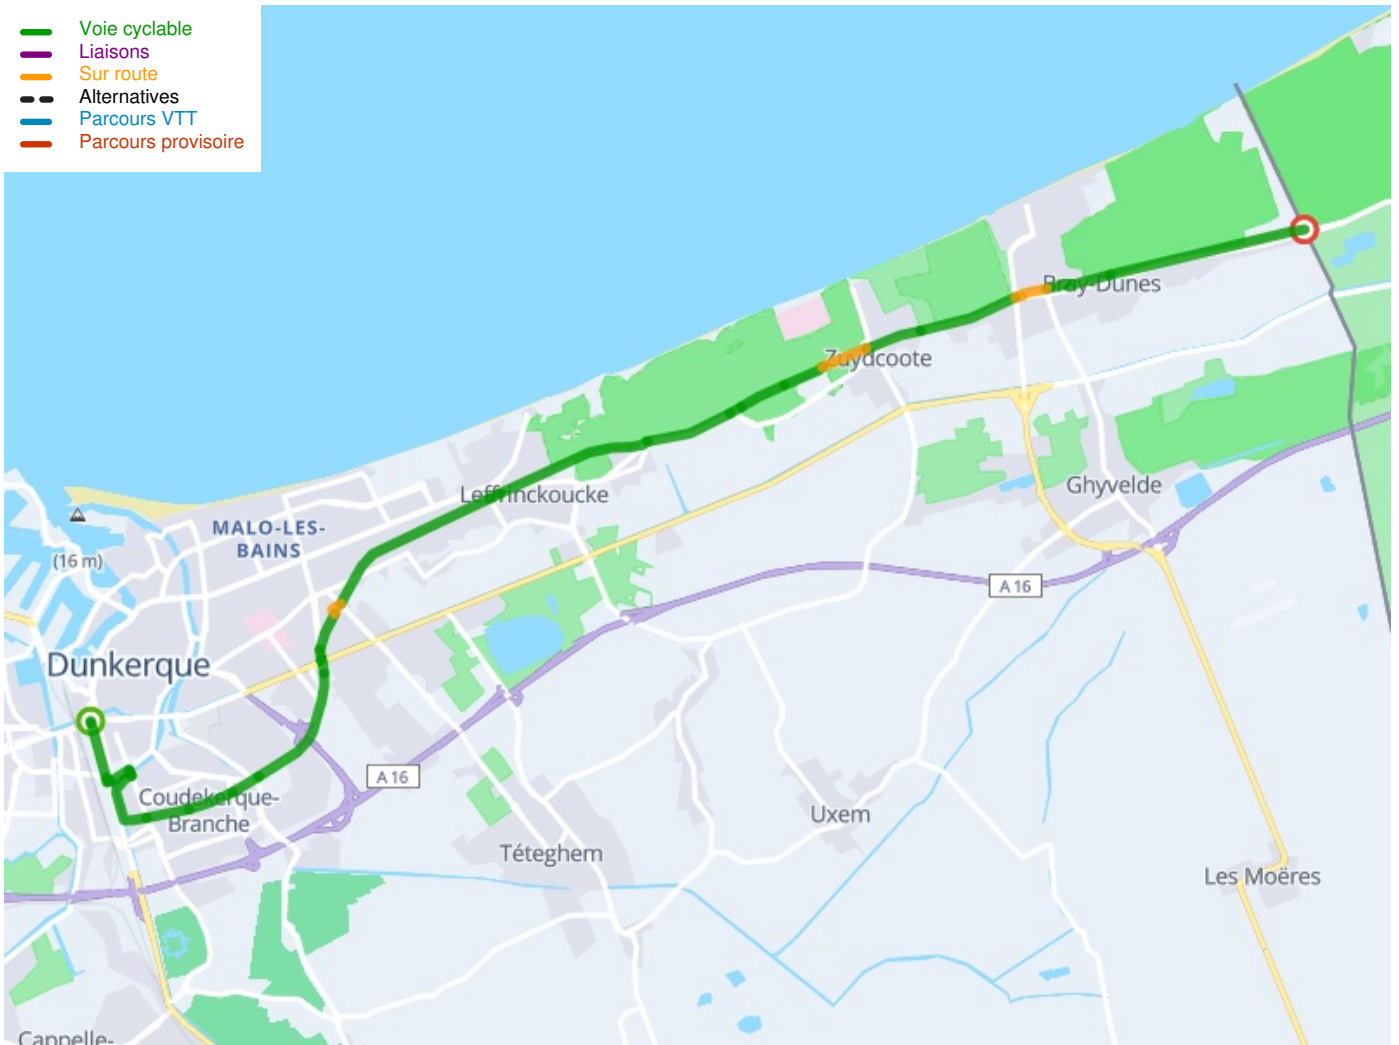 Voie cyclable
Liaisons
Sur route
Alternatives
Parcours VTT
Parcours provisoire
Bray-Dunes
Zuydcoote
Leffrinckoucke
Ghyvelde
MALO-LES-
BAINS
(16 m)
A 16
Dunkerque
A 16
Coudekerque-
Branche
Uxem
Téteghem
Les Moëres
Cappelle-